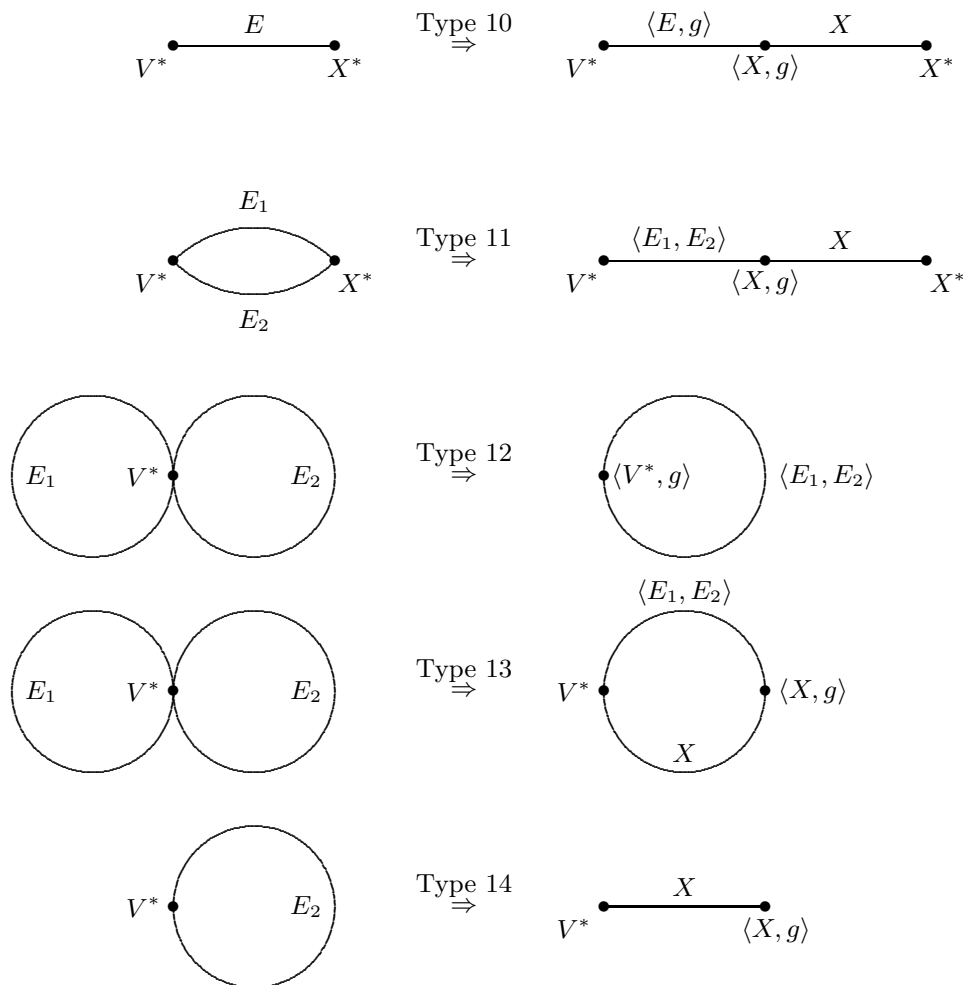 E Type 10 ⟨E, g⟩ X
⇒
V* X* V* ⟨X, g⟩ X*
E₁
Type 11 ⟨E₁, E₂⟩ X
⇒
V* X* V* ⟨X, g⟩ X*
E₂
Type 12
E₁ V* E₂ ⇒ ⟨V*, g⟩ ⟨E₁, E₂⟩
⟨E₁, E₂⟩
Type 13
E₁ V* E₂ ⇒ V* ⟨X, g⟩
X
Type 14 X
V* E₂ ⇒
V* ⟨X, g⟩